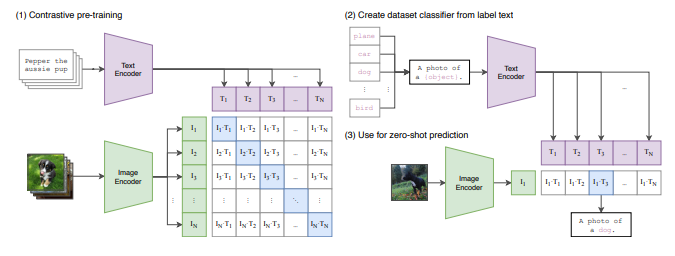 (1) Contrastive pre-training
Pepper the
aussie pup
Text
Encoder
...
T1 T2 T3 ... TN
Image
Encoder
I1 I1·T1 I1·T2 I1·T3 ... I1·TN
I2 I2·T1 I2·T2 I2·T3 ... I2·TN
I3 I3·T1 I3·T2 I3·T3 ... I3·TN
⋮ ⋮ ⋮ ⋮ ⋮ ⋱ ⋮
IN IN·T1 IN·T2 IN·T3 ... IN·TN
(2) Create dataset classifier from label text
plane
car
dog
⋮ ⋮
bird
A photo of
a {object}.
Text
Encoder
...
(3) Use for zero-shot prediction
T1 T2 T3 ... TN
Image
Encoder
I1 I1·T1 I1·T2 I1·T3 ... I1·TN
A photo of
a dog.